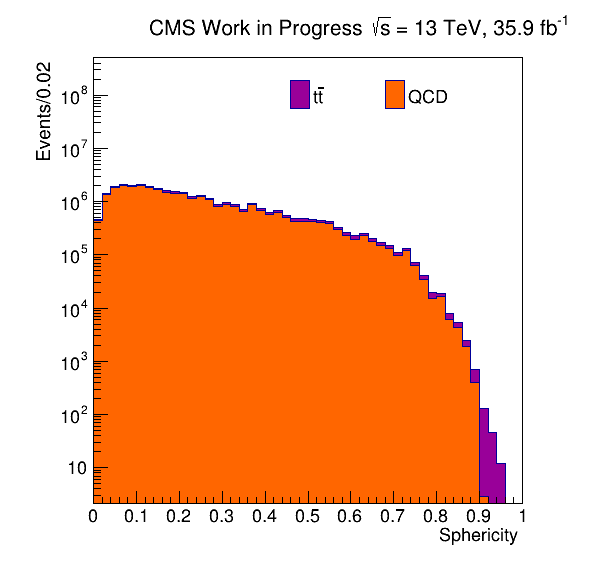 CMS Work in Progress √s = 13 TeV, 35.9 fb⁻¹
Events/0.02
tt̄ QCD
10⁸
10⁷
10⁶
10⁵
10⁴
10³
10²
10
0 0.1 0.2 0.3 0.4 0.5 0.6 0.7 0.8 0.9 1
Sphericity